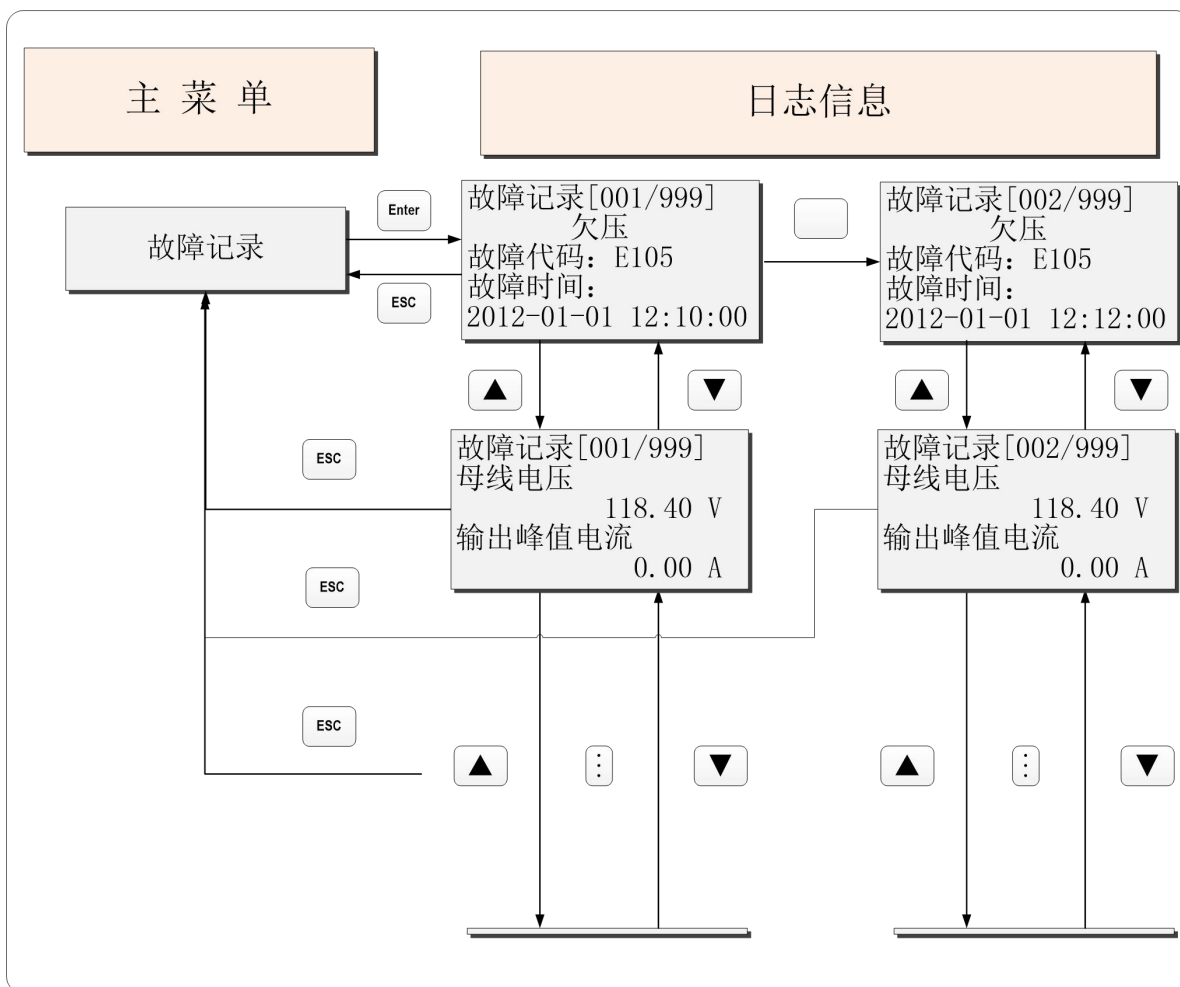 主 菜 单
日志信息
故障记录
Enter
ESC
故障记录[001/999]
欠压
故障代码：E105
故障时间：
2012-01-01 12:10:00
故障记录[002/999]
欠压
故障代码：E105
故障时间：
2012-01-01 12:12:00
ESC
故障记录[001/999]
母线电压
118.40 V
输出峰值电流
0.00 A
故障记录[002/999]
母线电压
118.40 V
输出峰值电流
0.00 A
ESC
ESC